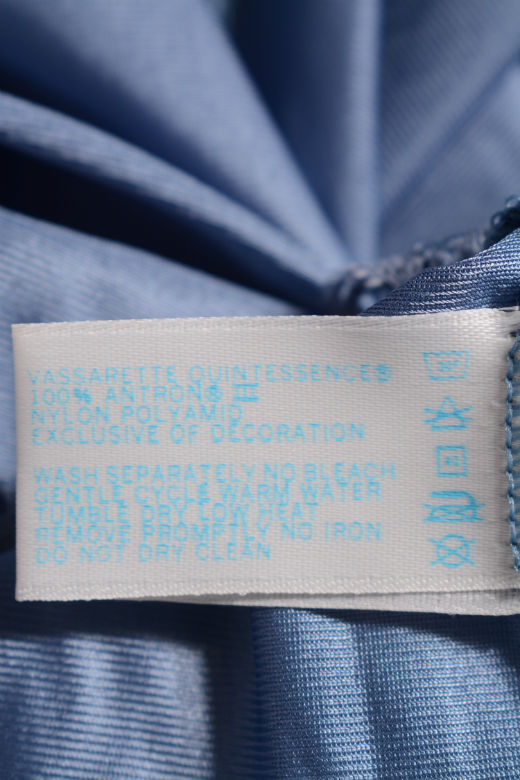 VASSARETTE QUINTESSENCE®
100% ANTRON® III
NYLON POLYAMID
EXCLUSIVE OF DECORATION
WASH SEPARATELY NO BLEACH
GENTLE CYCLE WARM WATER
TUMBLE DRY LOW HEAT
REMOVE PROMPTLY NO IRON
DO NOT DRY CLEAN